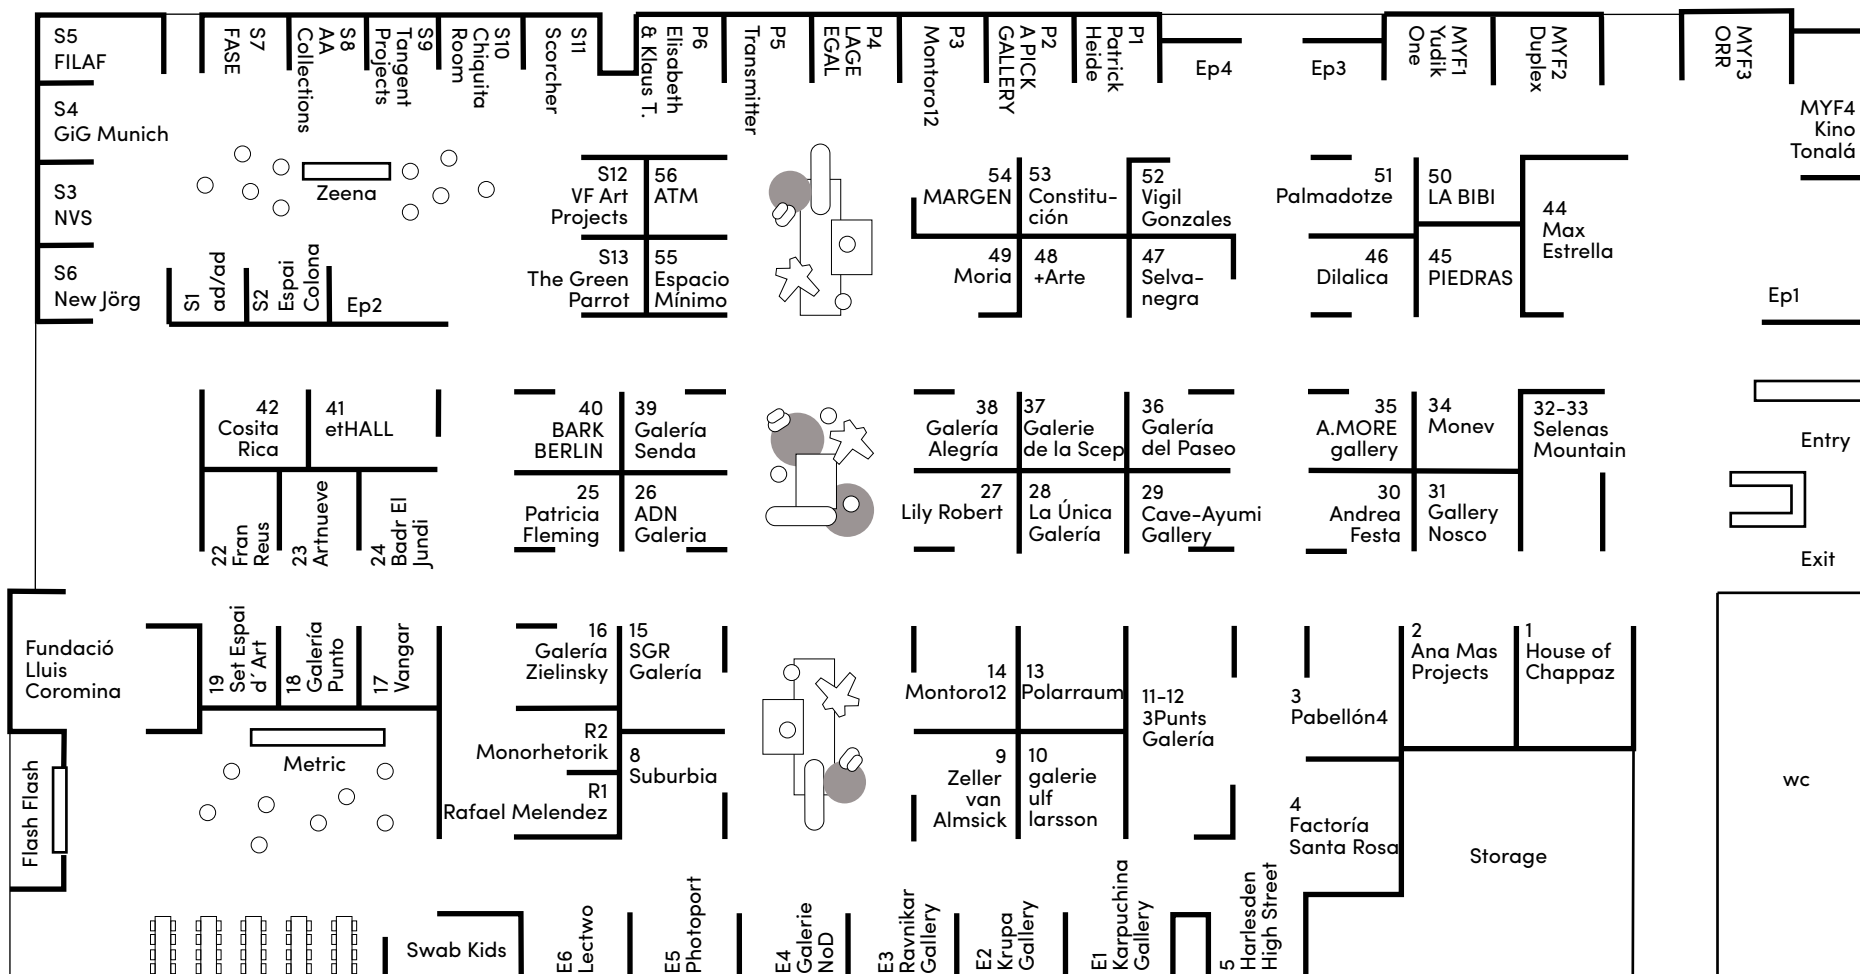 S5
FILAF
S4
GiG Munich
S3
NVS
S6
New Jörg
S7
FASE
S8
AA
Collections
S9
Tangent
Projects
S10
Chiquita
Room
S11
Scorcher
P6
Elisabeth
& Klaus T.
P5
Transmitter
P4
LAGE
EGAL
P3
Montoro12
P2
A PICK
GALLERY
P1
Patrick
Heide
Ep4
Ep3
MYF1
Yudik
One
MYF2
Duplex
MYF3
ORR
MYF4
Kino
Tonalá
Zeena
S1
ad/ad
S2
Espai
Colona
Ep2
S12
VF Art
Projects
56
ATM
S13
The Green
Parrot
55
Espacio
Mínimo
54
MARGEN
53
Constitu-
ción
52
Vigil
Gonzales
49
Moria
48
+Arte
47
Selva-
negra
51
Palmadotze
50
LA BIBI
46
Dilalica
45
PIEDRAS
44
Max
Estrella
Ep1
42
Cosita
Rica
41
etHALL
22
Fran
Reus
23
Artnueve
24
Badr El
Jundi
40
BARK
BERLIN
39
Galería
Senda
25
Patricia
Fleming
26
ADN
Galeria
38
Galería
Alegría
37
Galerie
de la Scep
36
Galería
del Paseo
27
Lily Robert
28
La Única
Galería
29
Cave-Ayumi
Gallery
35
A.MORE
gallery
34
Monev
32-33
Selenas
Mountain
30
Andrea
Festa
31
Gallery
Nosco
Entry
Exit
Fundació
Lluis
Coromina
19
Set Espai
d´Art
18
Galería
Punto
17
Vangar
Metric
Flash Flash
16
Galería
Zielinsky
15
SGR
Galería
R2
Monorhetorik
R1
Rafael Melendez
8
Suburbia
14
Montoro12
13
Polarraum
11-12
3Punts
Galería
9
Zeller
van
Almsick
10
galerie
ulf
larsson
3
Pabellón4
2
Ana Mas
Projects
1
House of
Chappaz
4
Factoría
Santa Rosa
Storage
wc
Swab Kids
E6
Lectwo
E5
Photoport
E4
Galerie
NoD
E3
Ravnikar
Gallery
E2
Krupa
Gallery
E1
Karpuchina
Gallery
5
Harlesden
High Street